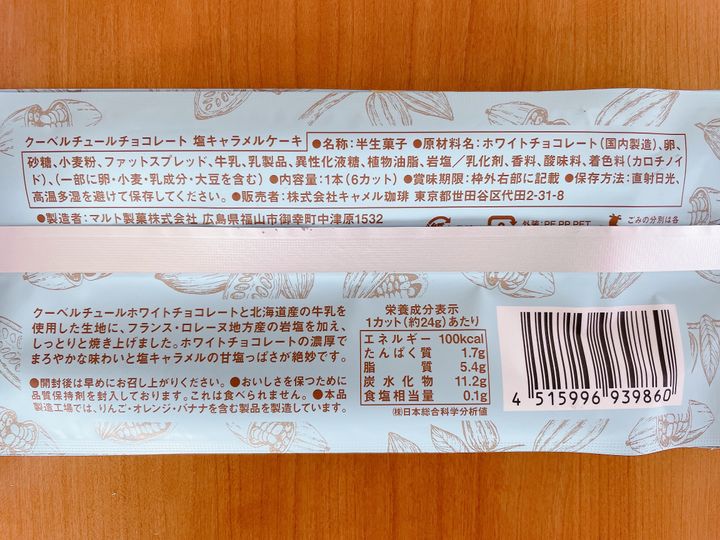 クーベルチュールチョコレート 塩キャラメルケーキ ●名称:半生菓子 ●原材料名:ホワイトチョコレート(国内製造)、卵、
砂糖、小麦粉、ファットスプレッド、牛乳、乳製品、異性化液糖、植物油脂、岩塩/乳化剤、香料、酸味料、着色料(カロチノイ
ド)、(一部に卵・小麦・乳成分・大豆を含む) ●内容量:1本(6カット) ●賞味期限:枠外右部に記載 ●保存方法:直射日光、
高温多湿を避けて保存してください。●販売者:株式会社キャメル珈琲 東京都世田谷区代田2-31-8
●製造者:マルト製菓株式会社 広島県福山市御幸町中津原1532
外装:PE,PP,PET
ごみの分別は各
クーベルチュールホワイトチョコレートと北海道産の牛乳を
使用した生地に、フランス・ロレーヌ地方産の岩塩を加え、
しっとりと焼き上げました。ホワイトチョコレートの濃厚で
まろやかな味わいと塩キャラメルの甘塩っぱさが絶妙です。
●開封後は早めにお召し上がりください。●おいしさを保つために
品質保持剤を封入しております。これは食べられません。●本品
製造工場では、りんご・オレンジ・バナナを含む製品を製造しています。
栄養成分表示
1カット(約24g)あたり
エネルギー 100kcal
たんぱく質 1.7g
脂質 5.4g
炭水化物 11.2g
食塩相当量 0.1g
(株)日本総合科学分析値
4 515996 939860